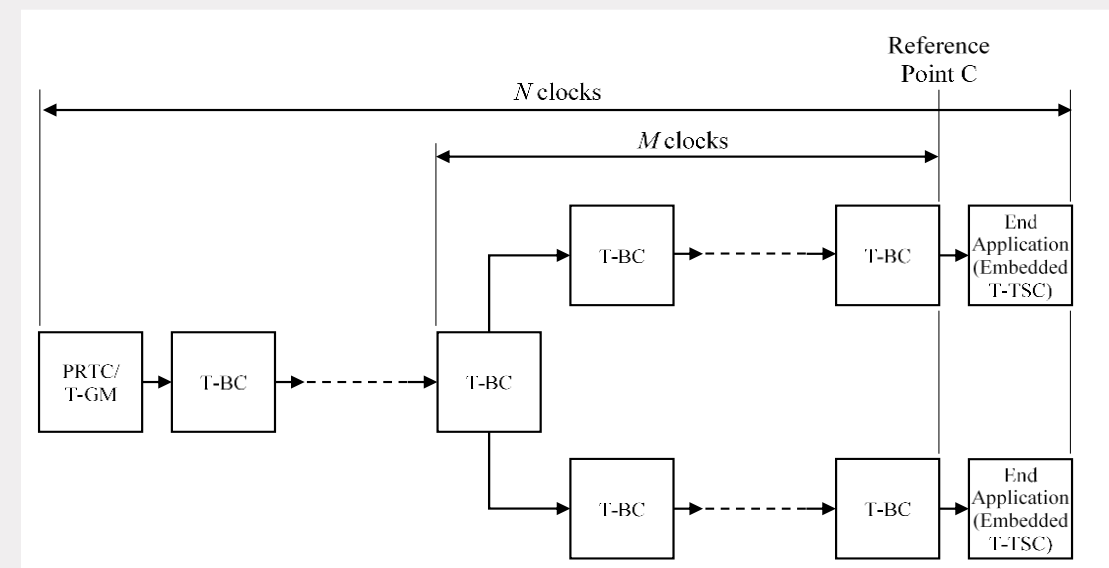 Reference
Point C
N clocks
M clocks
T-BC
T-BC
End
Application
(Embedded
T-TSC)
PRTC/
T-GM
T-BC
T-BC
T-BC
T-BC
End
Application
(Embedded
T-TSC)